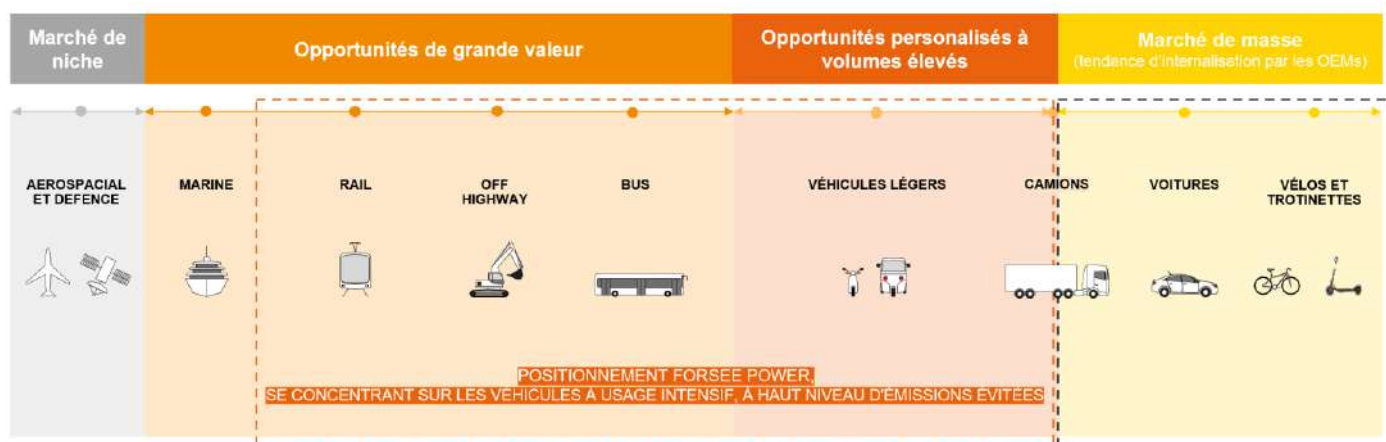 Marché de
niche
Opportunités de grande valeur
Opportunités personalisés à
volumes élevés
Marché de masse
(tendance d'internalisation par les OEMs)
AEROSPACIAL
ET DEFENCE
MARINE
RAIL
OFF
HIGHWAY
BUS
VÉHICULES LÉGERS
CAMIONS
VOITURES
VÉLOS ET
TROTINETTES
POSITIONNEMENT FORSEE POWER,
SE CONCENTRANT SUR LES VÉHICULES À USAGE INTENSIF, À HAUT NIVEAU D'ÉMISSIONS ÉVITÉES